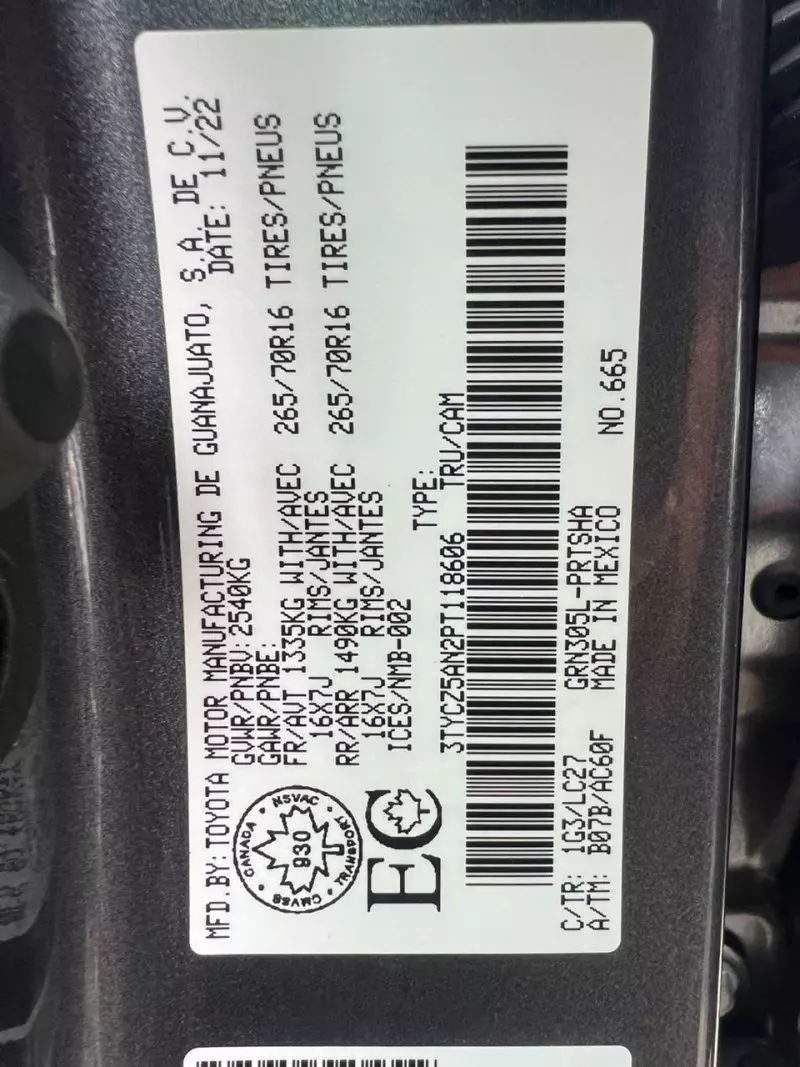 MFD.BY: TOYOTA MOTOR MANUFACTURING DE GUANAJUATO, S.A. DE C.V.
GVWR/PNBV: 2540KG DATE: 11/22
GAWR/PNBE:
FR/AVT 1335KG WITH/AVEC 265/70R16 TIRES/PNEUS
16X7J RIMS/JANTES
RR/ARR 1490KG WITH/AVEC 265/70R16 TIRES/PNEUS
16X7J RIMS/JANTES
ICES/NMB-002
TYPE:
3TYCZ5AN2PT118606 TRU/CAM
CANADA · NSVAC · TRANSPORT · CMVSS
930
EC
C/TR: 1G3/LC27 GRN305L-PRTSHA
A/TM: B07B/AC60F MADE IN MEXICO NO.665